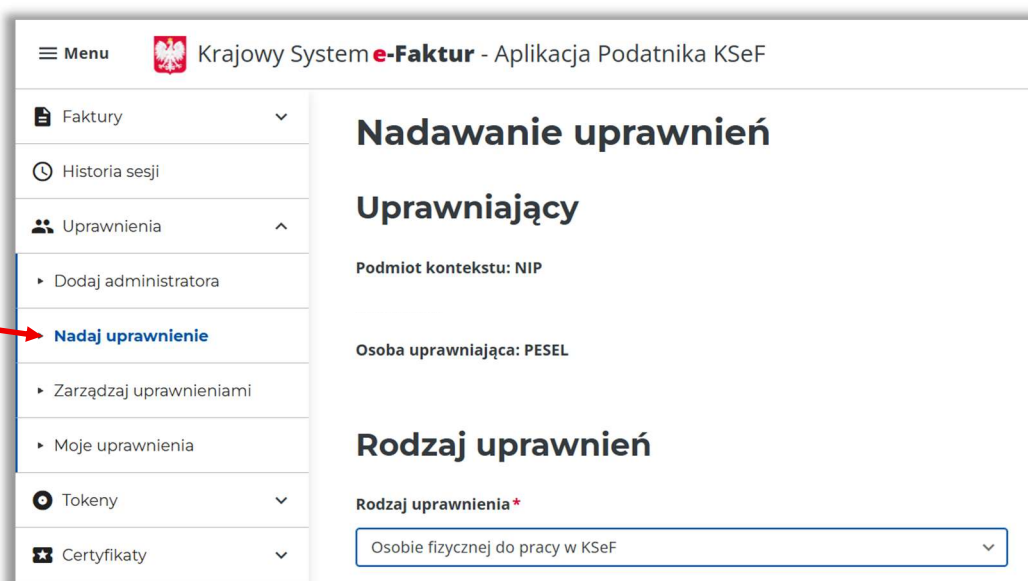 Menu
Krajowy System e-Faktur - Aplikacja Podatnika KSeF
Faktury
Historia sesji
Uprawnienia
Dodaj administratora
Nadaj uprawnienie
Zarządzaj uprawnieniami
Moje uprawnienia
Tokeny
Certyfikaty
Nadawanie uprawnień
Uprawniający
Podmiot kontekstu: NIP
Osoba uprawniająca: PESEL
Rodzaj uprawnień
Rodzaj uprawnienia*
Osobie fizycznej do pracy w KSeF